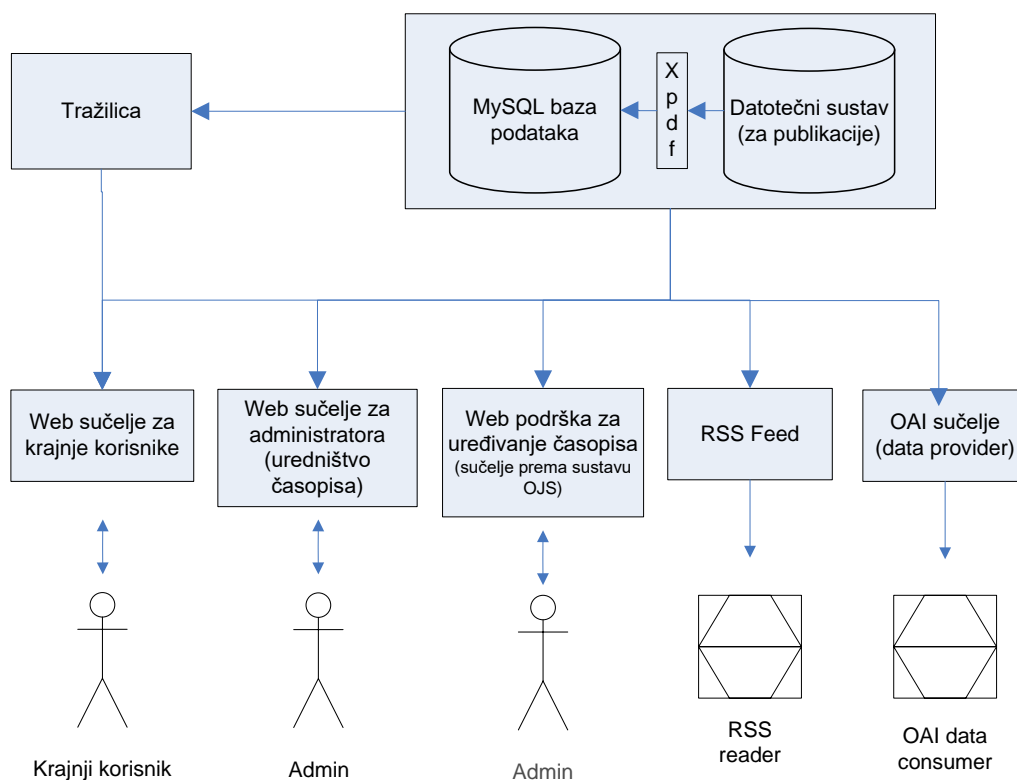 Tražilica
MySQL baza
podataka
X
p
d
f
Datotečni sustav
(za publikacije)
Web sučelje za
krajnje korisnike
Web sučelje za
administratora
(uredništvo
časopisa)
Web podrška za
uređivanje časopisa
(sučelje prema sustavu
OJS)
RSS Feed
OAI sučelje
(data provider)
Krajnji korisnik
Admin
Admin
RSS
reader
OAI data
consumer